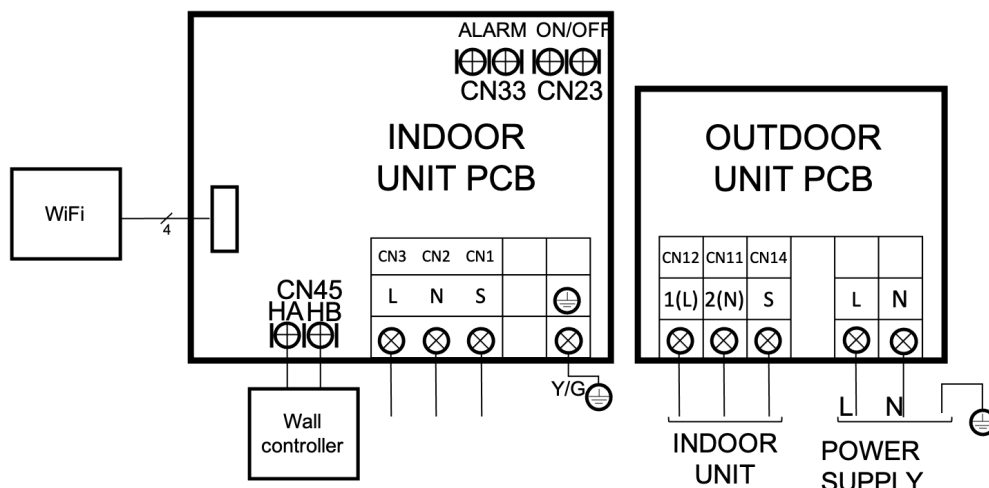 ALARM ON/OFF
CN33 CN23
INDOOR
UNIT PCB
WiFi
4
CN45
HA HB
CN3 CN2 CN1
L N S
Y/G
Wall
controller
OUTDOOR
UNIT PCB
CN12 CN11 CN14
1(L) 2(N) S L N
L N
INDOOR
UNIT
POWER
SUPPLY